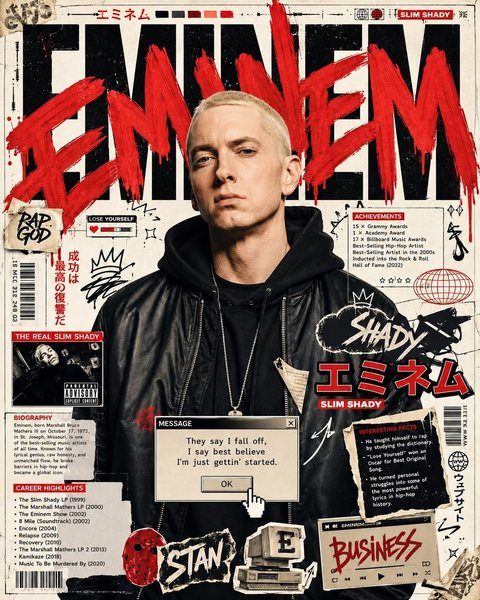 エミネム
SLIM SHADY
EMINEM
EMINEM
RAP
GOD
LOSE YOURSELF
成功は
最高の復讐だ
ACHIEVEMENTS
15 × Grammy Awards
1 × Academy Award
17 × Billboard Music Awards
Best-Selling Hip-Hop Artist
Best-Selling Artist in the 2000s
Inducted into the Rock & Roll
Hall of Fame (2022)
SHADY
エミネム
SLIM SHADY
THE REAL SLIM SHADY
PARENTAL
ADVISORY
EXPLICIT CONTENT
BIOGRAPHY
Eminem, born Marshall Bruce
Mathers III on October 17, 1972,
in St. Joseph, Missouri, is one
of the best-selling music artists
of all time. Known for his
lyrical genius, raw honesty, and
unmatched flow, he broke
barriers in hip-hop and
became a global icon.
MESSAGE
They say I fall off,
I say best believe
I'm just gettin' started.
OK
INTERESTING FACTS
He taught himself to rap
by studying the dictionary.
"Lose Yourself" won an
Oscar for Best Original
Song.
He turned personal
struggles into some of
the most powerful
lyrics in hip-hop
history.
ウェブサイト
CAREER HIGHLIGHTS
• The Slim Shady LP (1999)
• The Marshall Mathers LP (2000)
• The Eminem Show (2002)
• 8 Mile (Soundtrack) (2002)
• Encore (2004)
• Relapse (2009)
• Recovery (2010)
• The Marshall Mathers LP 2 (2013)
• Kamikaze (2018)
• Music To Be Murdered By (2020)
STAN
E
EMINEM
BUSINESS